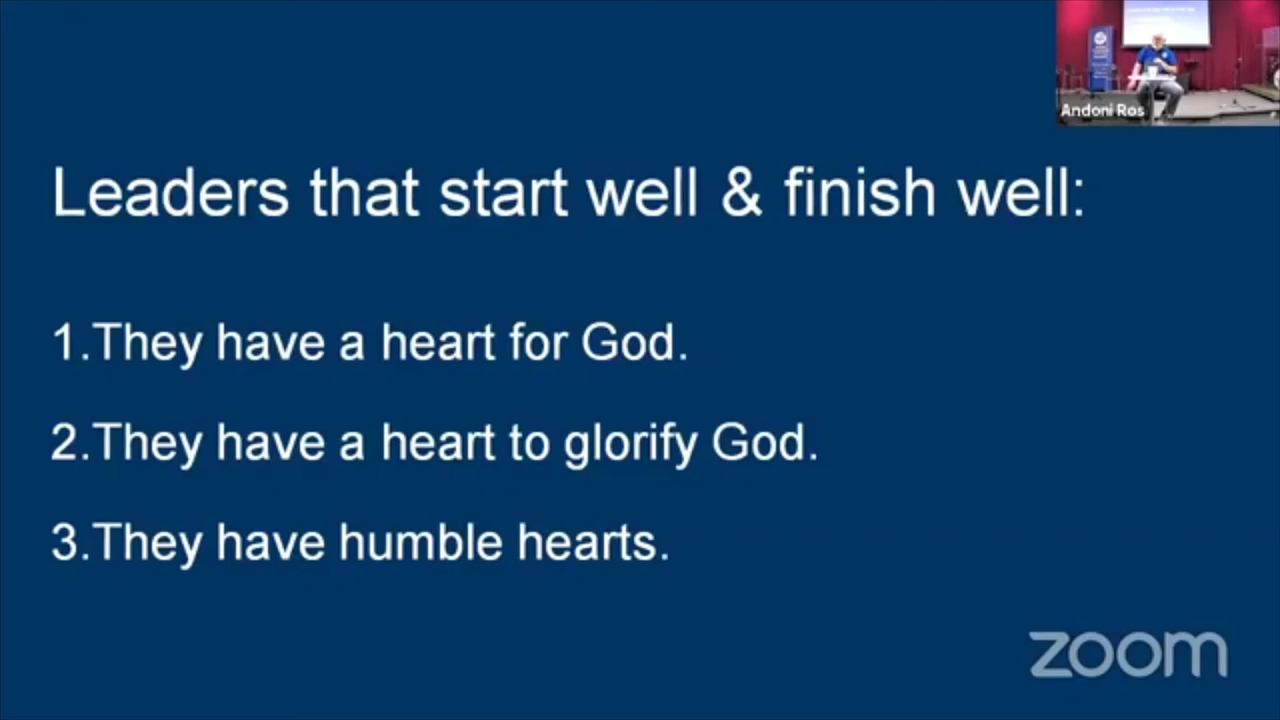 Andoni Ros
Leaders that start well & finish well:
1.They have a heart for God.
2.They have a heart to glorify God.
3.They have humble hearts.
zoom